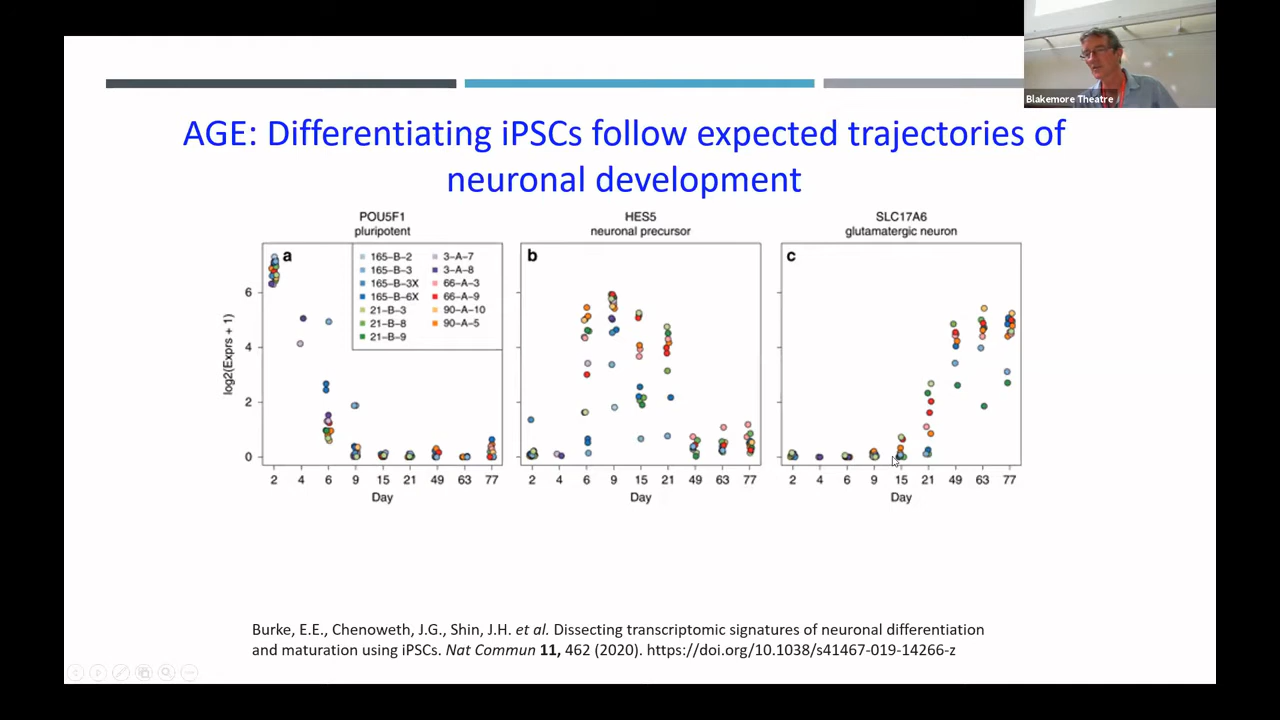 Blakemore Theatre
AGE: Differentiating iPSCs follow expected trajectories of
neuronal development
POU5F1
pluripotent
HES5
neuronal precursor
SLC17A6
glutamatergic neuron
a
165-B-2
165-B-3
165-B-3X
165-B-6X
21-B-3
21-B-8
21-B-9
3-A-7
3-A-8
66-A-3
66-A-9
90-A-10
90-A-5
b
c
log2(Exprs + 1)
6
4
2
0
2 4 6 9 15 21 49 63 77
Day
2 4 6 9 15 21 49 63 77
Day
2 4 6 9 15 21 49 63 77
Day
Burke, E.E., Chenoweth, J.G., Shin, J.H. et al. Dissecting transcriptomic signatures of neuronal differentiation
and maturation using iPSCs. Nat Commun 11, 462 (2020). https://doi.org/10.1038/s41467-019-14266-z